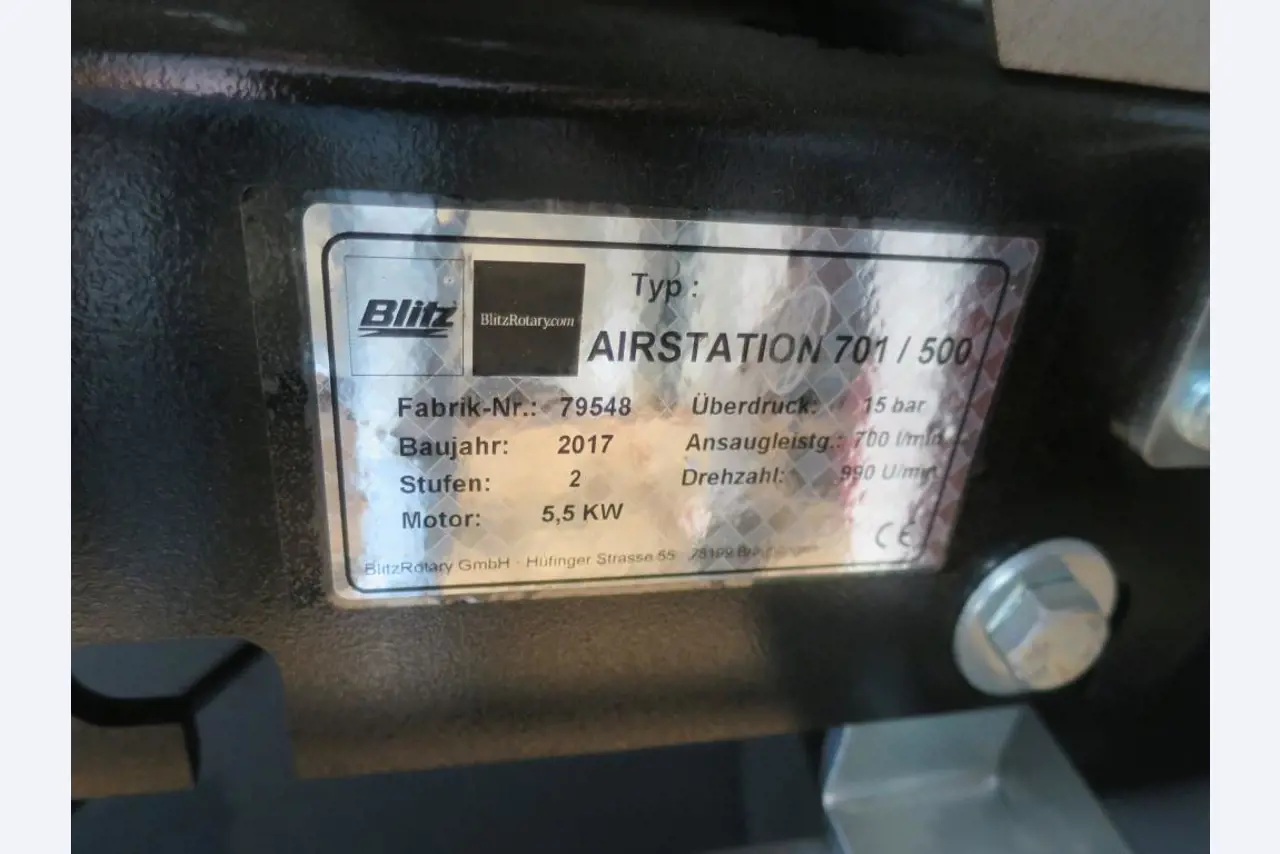 Blitz
BlitzRotary.com
Typ :
AIRSTATION 701 / 500
Fabrik-Nr.: 79548
Überdruck: 15 bar
Baujahr: 2017
Ansaugleistg.: 700 l/min
Stufen: 2
Drehzahl: 990 U/min
Motor: 5,5 KW
CE
BlitzRotary GmbH · Hüfinger Strasse 55 78199